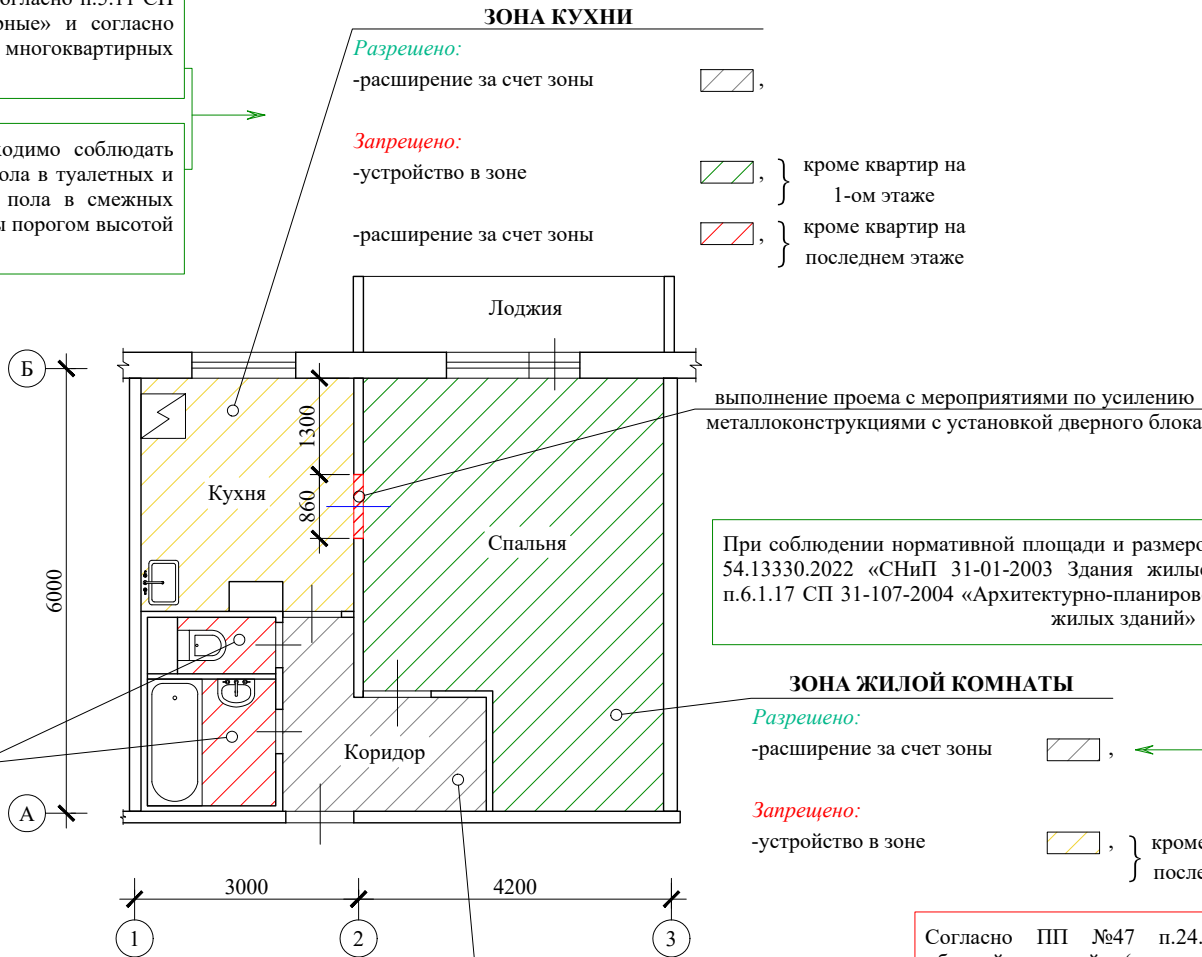 согласно п.5.11 СП
рные» и согласно
многоквартирных
ходимо соблюдать
пола в туалетных и
пола в смежных
ы порогом высотой
ЗОНА КУХНИ
Разрешено:
-расширение за счет зоны ,
Запрещено:
-устройство в зоне , кроме квартир на
1-ом этаже
-расширение за счет зоны , кроме квартир на
последнем этаже
Лоджия
Б
1300
выполнение проема с мероприятиями по усилению
металлоконструкциями с установкой дверного блока
Кухня
860
Спальня
6000
При соблюдении нормативной площади и размеро
54.13330.2022 «СНиП 31-01-2003 Здания жилы
п.6.1.17 СП 31-107-2004 «Архитектурно-планиров
жилых зданий»
ЗОНА ЖИЛОЙ КОМНАТЫ
Разрешено:
-расширение за счет зоны ,
Коридор
А
Запрещено:
-устройство в зоне , кроме
после
3000
4200
1
2
3
Согласно ПП №47 п.24.